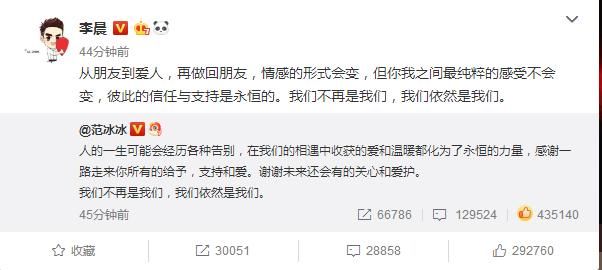 李晨
44分钟前
从朋友到爱人，再做回朋友，情感的形式会变，但你我之间最纯粹的感受不会
变，彼此的信任与支持是永恒的。我们不再是我们，我们依然是我们。
@范冰冰
人的一生可能会经历各种告别，在我们的相遇中收获的爱和温暖都化为了永恒的力量，感谢一
路走来你所有的给予，支持和爱。谢谢未来还会有的关心和爱护。
我们不再是我们，我们依然是我们。
45分钟前 66786 129524 435140
收藏 30051 28858 292760